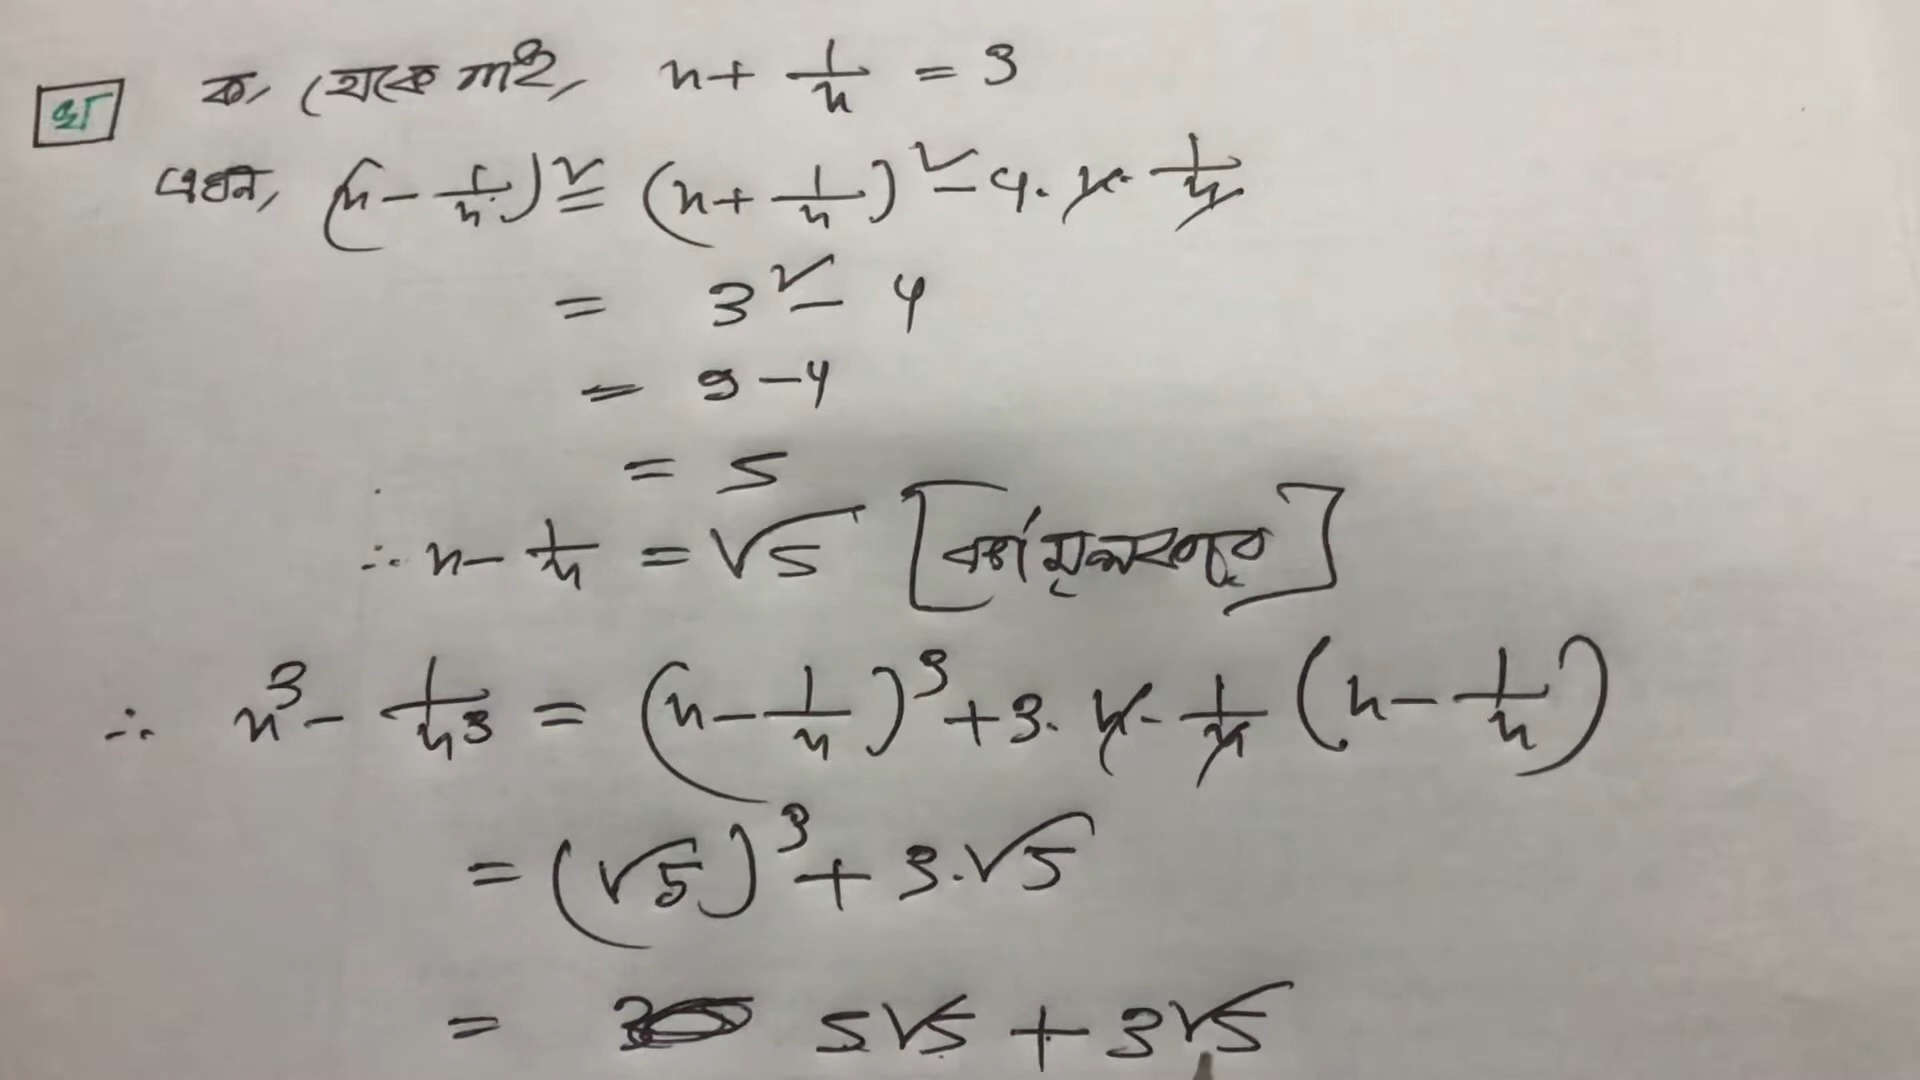 খ ক, থেকে পাই, x + 1/x = 3
এখন, (x - 1/x)² = (x + 1/x)² - 4. x. 1/x
= 3² - 4
= 9 - 4
= 5
∴ x - 1/x = √5 [বর্গমূল করে]
∴ x³ - 1/x³ = (x - 1/x)³ + 3. x. 1/x (x - 1/x)
= (√5)³ + 3.√5
= 5√5 + 3√5